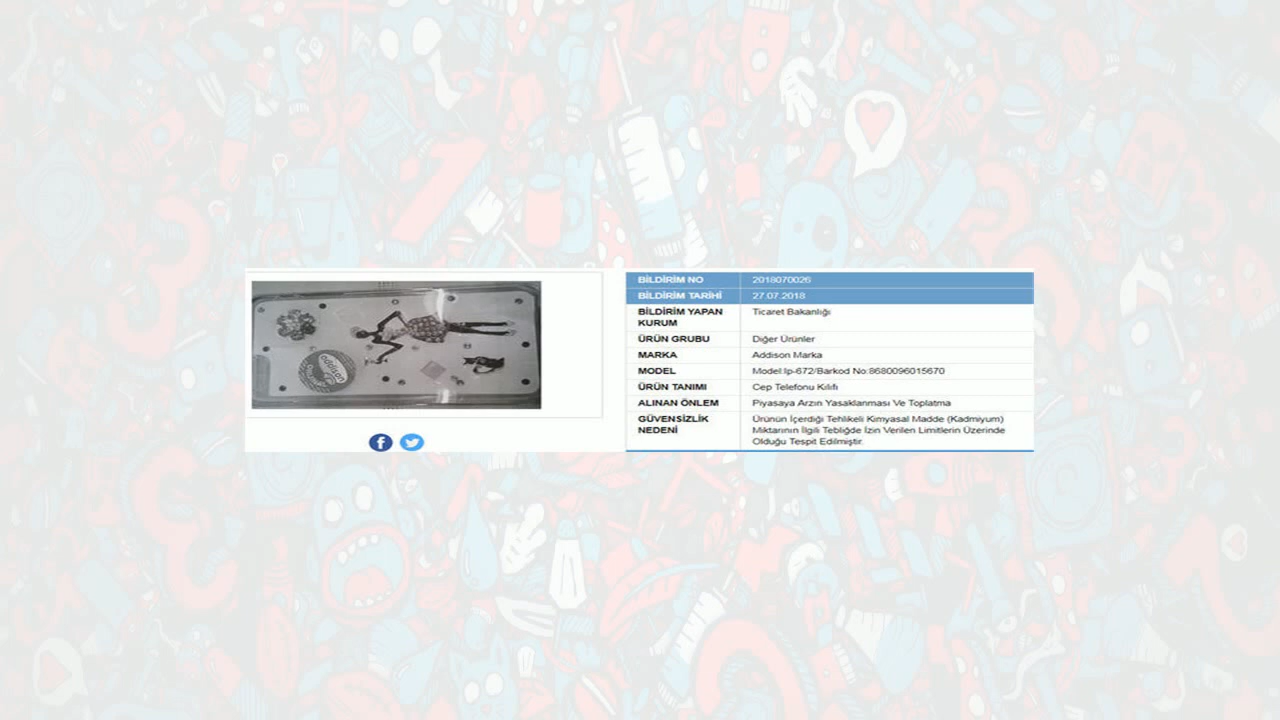 addison
BİLDİRİM NO 2018070026
BİLDİRİM TARİHİ 27.07.2018
BİLDİRİM YAPAN KURUM Ticaret Bakanlığı
ÜRÜN GRUBU Diğer Ürünler
MARKA Addison Marka
MODEL Model:Ip-672/Barkod No:8680096015670
ÜRÜN TANIMI Cep Telefonu Kılıfı
ALINAN ÖNLEM Piyasaya Arzın Yasaklanması Ve Toplatma
GÜVENSİZLİK NEDENİ Ürünün İçerdiği Tehlikeli Kimyasal Madde (Kadmiyum)
Miktarının İlgili Tebliğde İzin Verilen Limitlerin Üzerinde
Olduğu Tespit Edilmiştir.